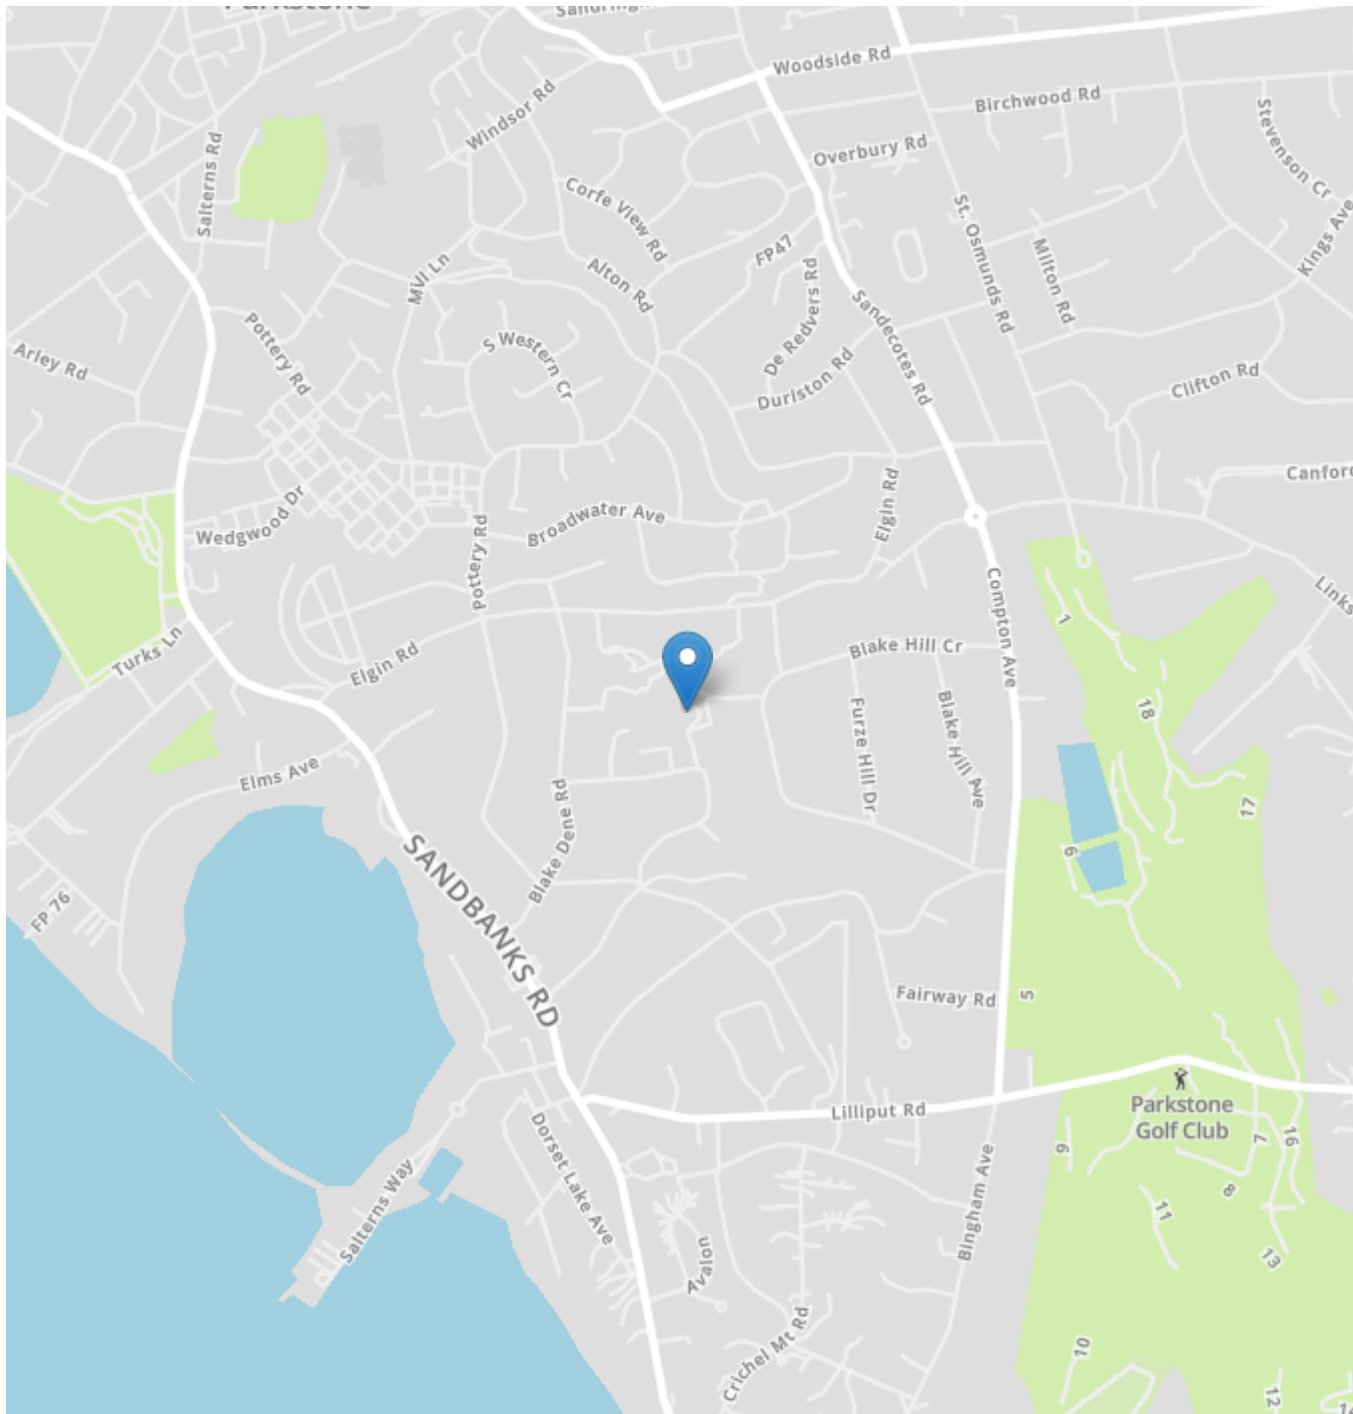 Parkstone
Woodside Rd
Birchwood Rd
Windsor Rd
Stevenson Cr
Salterns Rd
Overbury Rd
Corfe View Rd
St. Osmunds Rd
Kings Ave
FP47
Milton Rd
MVI Ln
Alton Rd
De Redvers Rd
Sandecotes Rd
Pottery Rd
S Western Cr
Arley Rd
Durlston Rd
Clifton Rd
Canford
Elgin Rd
Wedgwood Dr
Broadwater Ave
Pottery Rd
Compton Ave
Links
1
Turks Ln
Elgin Rd
Blake Hill Cr
18
Furze Hill Dr
Blake Hill Ave
Elms Ave
17
Blake Dene Rd
6
SANDBANKS RD
FP 76
Fairway Rd
5
Lilliput Rd
Parkstone
Golf Club
Dorset Lake Ave
9
7
16
Salterns Way
Bingham Ave
8
11
Avalon
13
Crichel Mt Rd
10
12